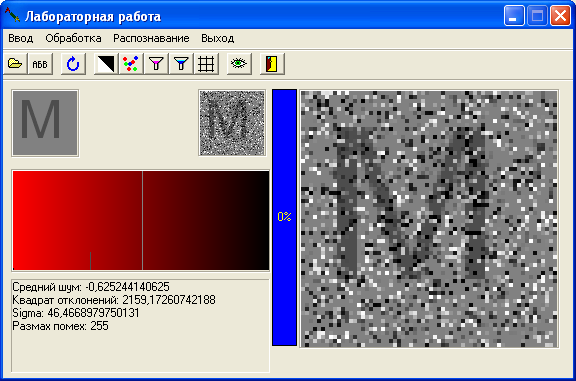 Лабораторная работа
Ввод Обработка Распознавание Выход
АБВ
М
М
0%
М
Средний шум: -0,625244140625
Квадрат отклонений: 2159,17260742188
Sigma: 46,4668979750131
Размах помех: 255